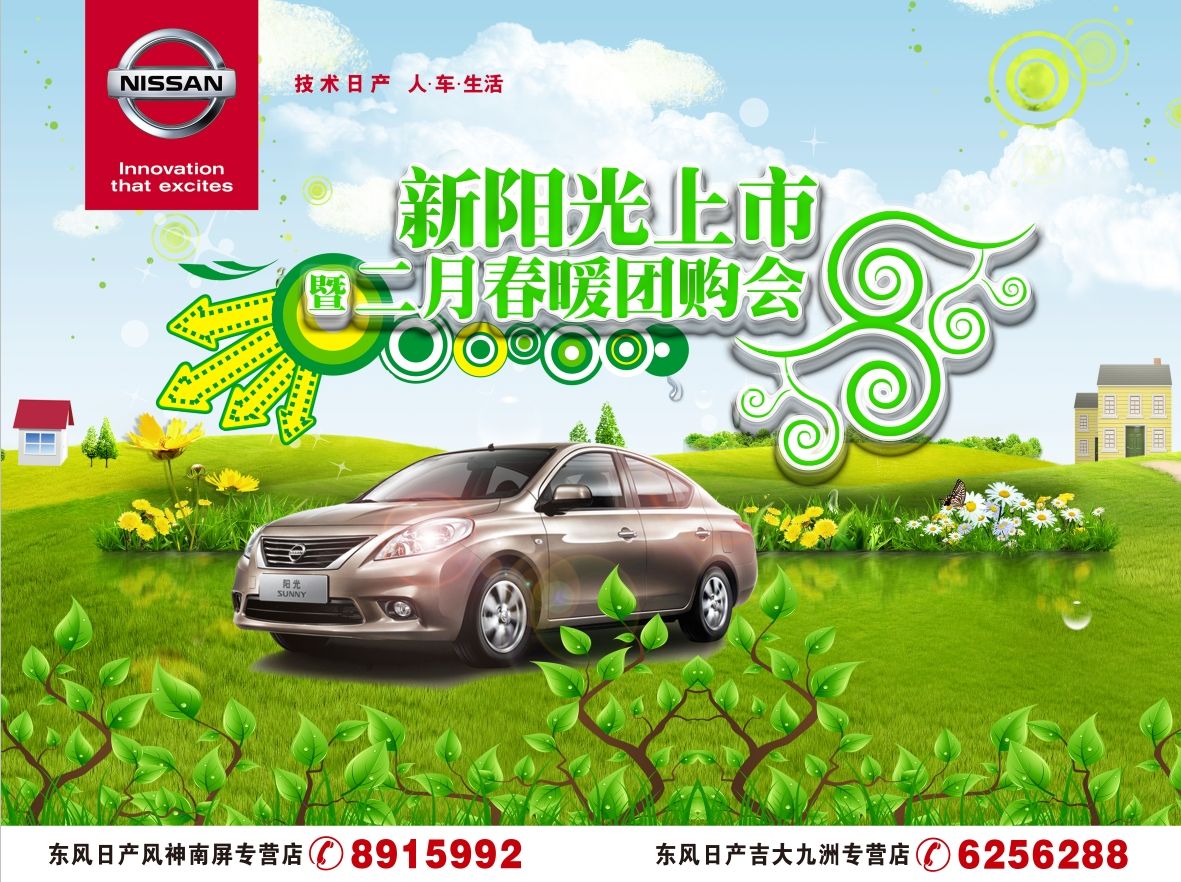 NISSAN
Innovation
that excites
技术日产 人·车·生活
新阳光上市
暨二月春暖团购会
阳光
SUNNY
东风日产风神南屏专营店 8915992
东风日产吉大九洲专营店 6256288